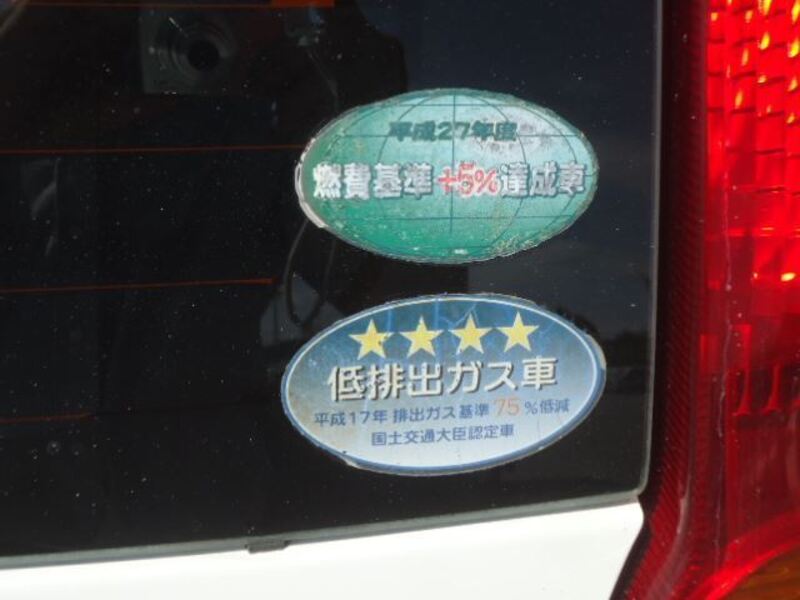 平成27年度
燃費基準+5%達成車
低排出ガス車
平成17年 排出ガス基準 75 %低減
国土交通大臣認定車